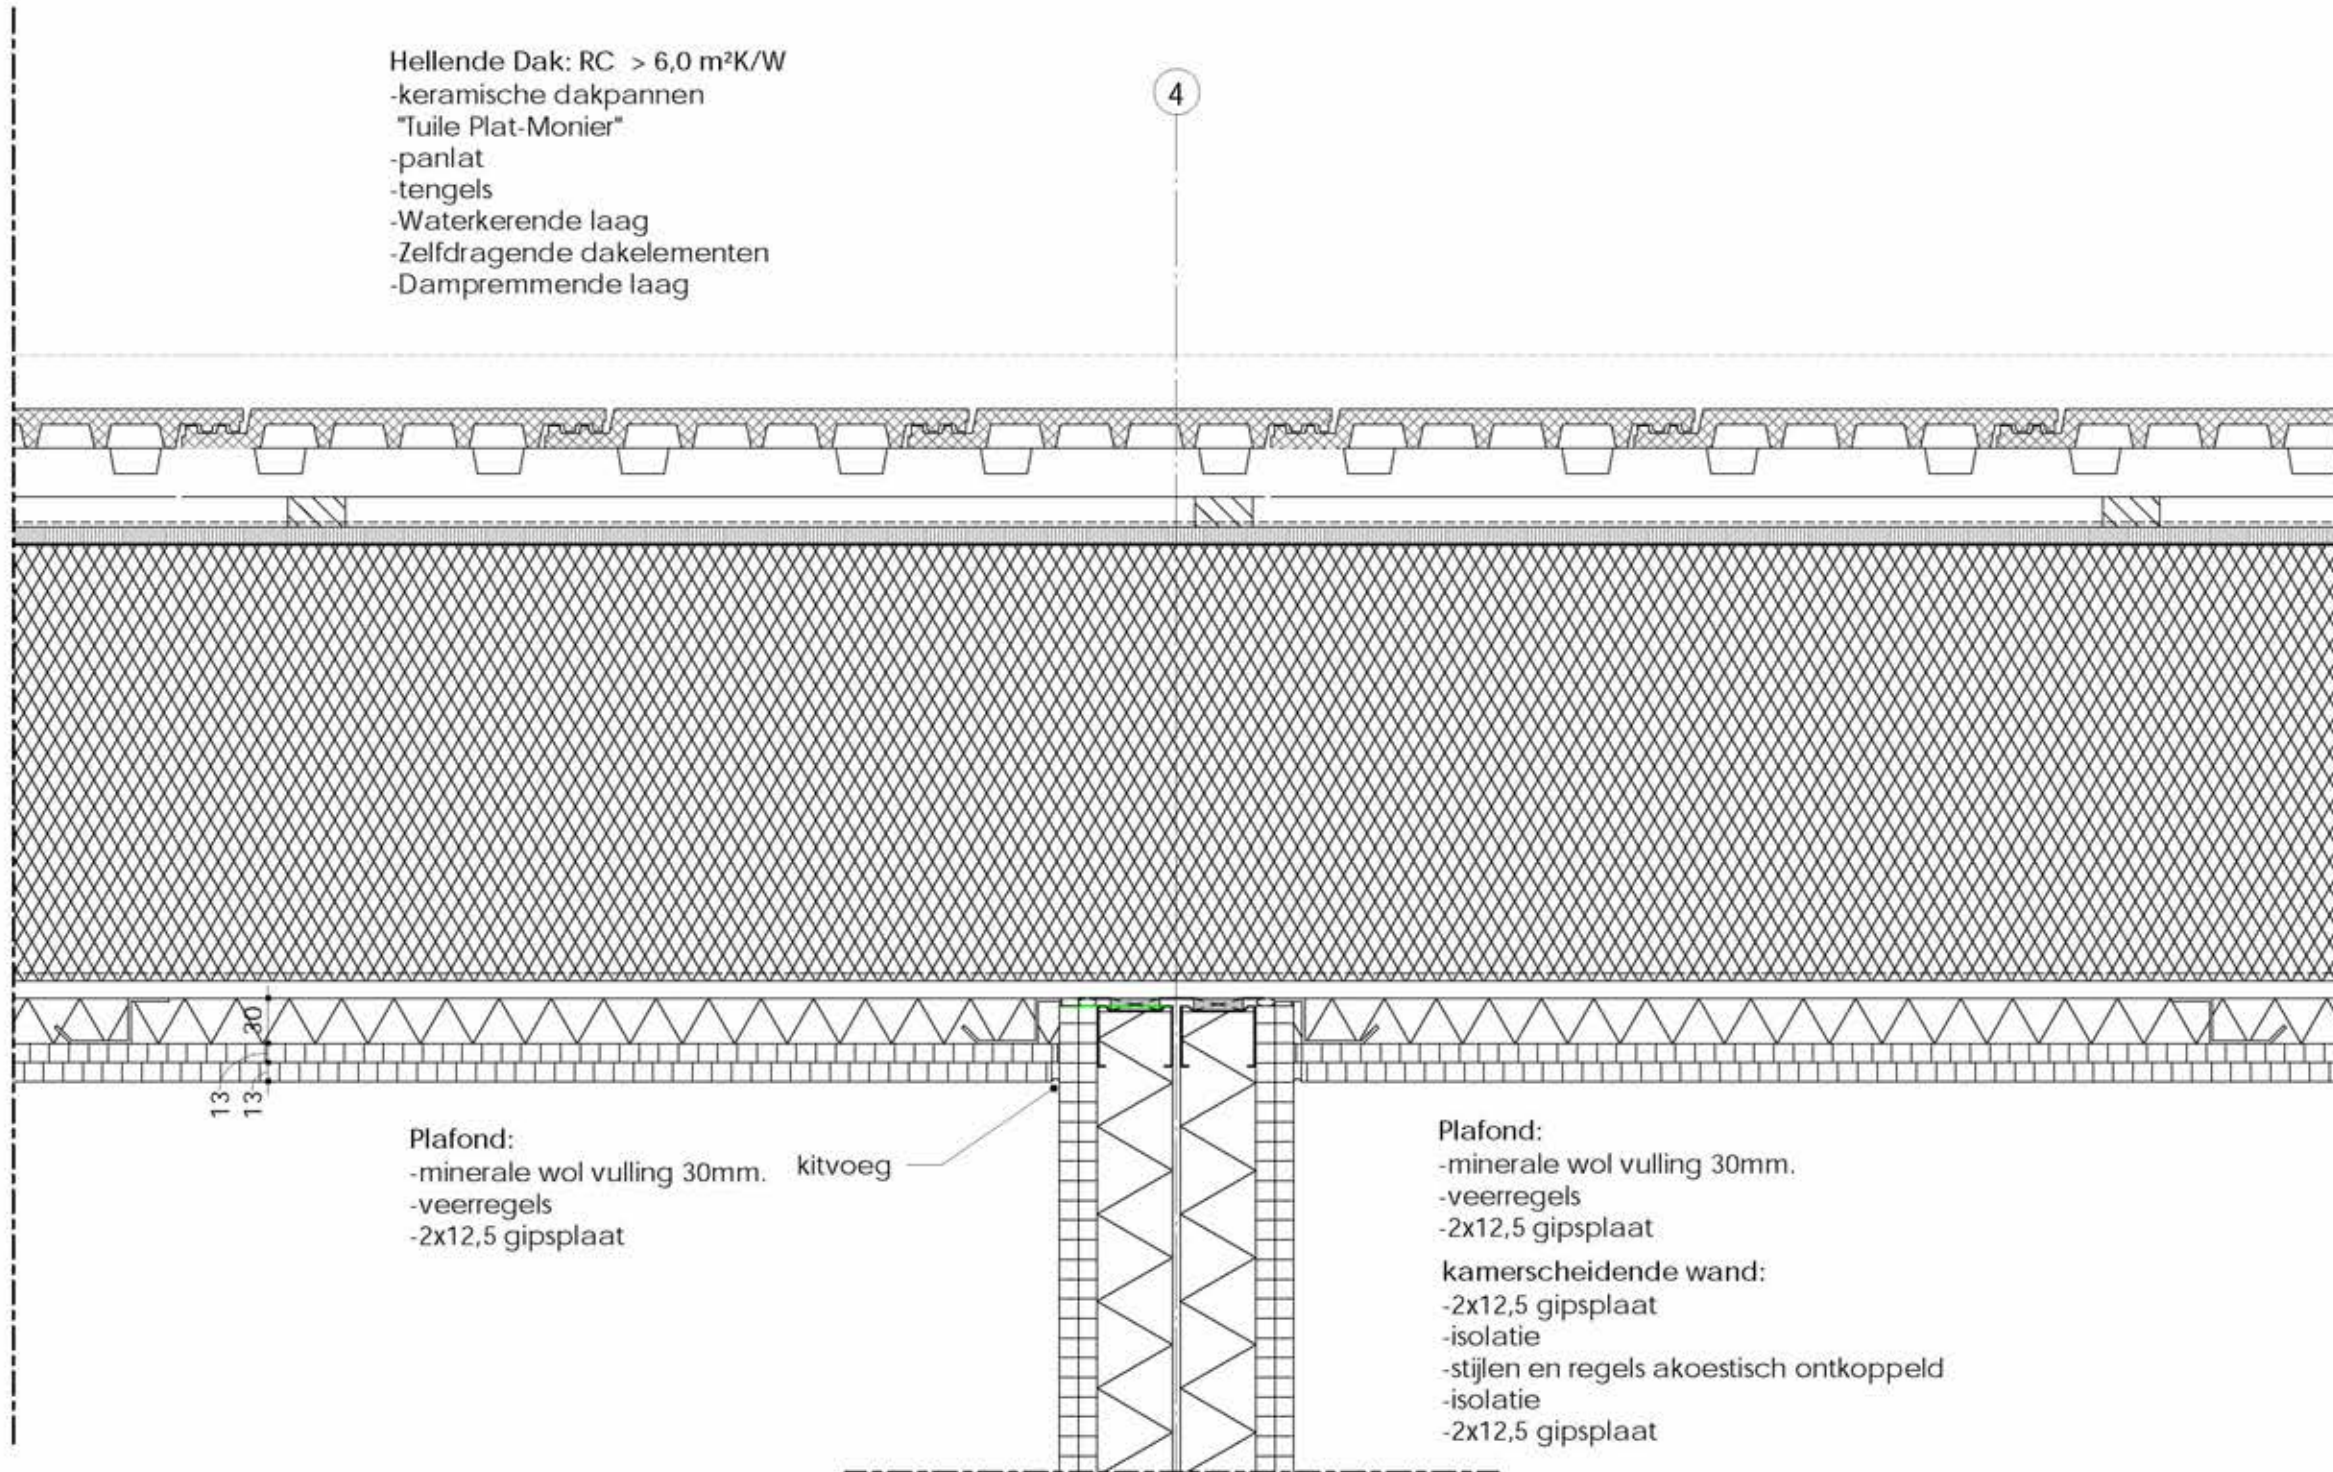 Hellende Dak: RC > 6,0 m²K/W
-keramische dakpannen
"Tuile Plat-Monier"
-panlat
-tengels
-Waterkerende laag
-Zelfdragende dakelementen
-Dampremmende laag
4
30
13
13
Plafond:
-minerale wol vulling 30mm.
-veerregels
-2x12,5 gipsplaat
kitvoeg
Plafond:
-minerale wol vulling 30mm.
-veerregels
-2x12,5 gipsplaat
kamerscheidende wand:
-2x12,5 gipsplaat
-isolatie
-stijlen en regels akoestisch ontkoppeld
-isolatie
-2x12,5 gipsplaat